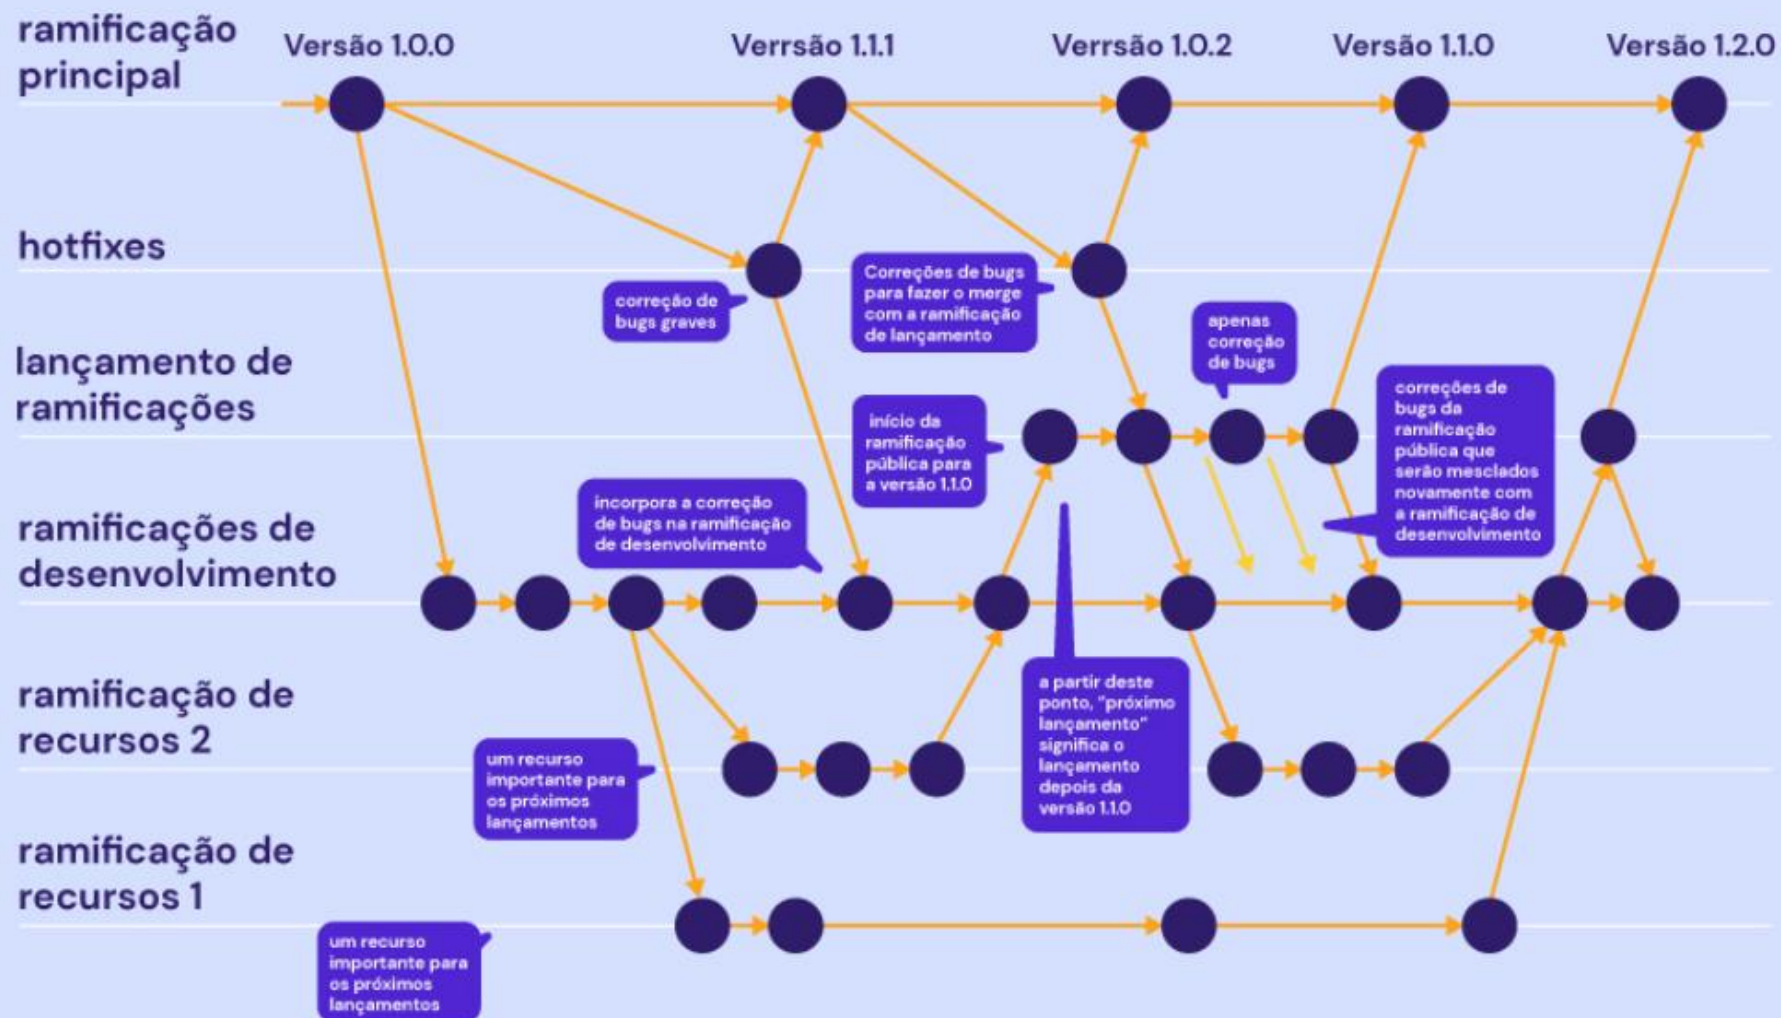 ramificação
principal
Versão 1.0.0
Verrsão 1.1.1
Verrsão 1.0.2
Versão 1.1.0
Versão 1.2.0
hotfixes
correção de
bugs graves
Correções de bugs
para fazer o merge
com a ramificação
de lançamento
apenas
correção
de bugs
lançamento de
ramificações
início da
ramificação
pública para
a versão 1.1.0
correções de
bugs da
ramificação
pública que
serão mesclados
novamente com
a ramificação de
desenvolvimento
ramificações de
desenvolvimento
incorpora a correção
de bugs na ramificação
de desenvolvimento
ramificação de
recursos 2
um recurso
importante para
os próximos
lançamentos
a partir deste
ponto, "próximo
lançamento"
significa o
lançamento
depois da
versão 1.1.0
ramificação de
recursos 1
um recurso
importante para
os próximos
lançamentos